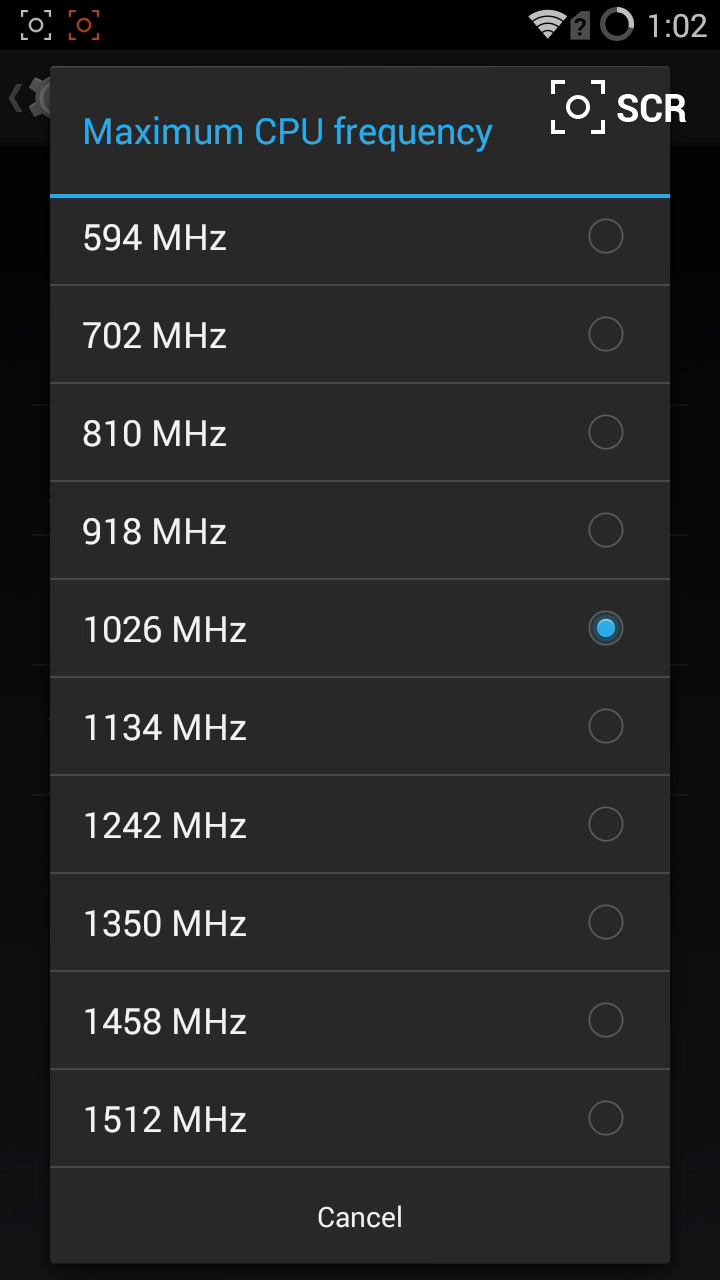 1:02
Maximum CPU frequency
SCR
594 MHz
702 MHz
810 MHz
918 MHz
1026 MHz
1134 MHz
1242 MHz
1350 MHz
1458 MHz
1512 MHz
Cancel